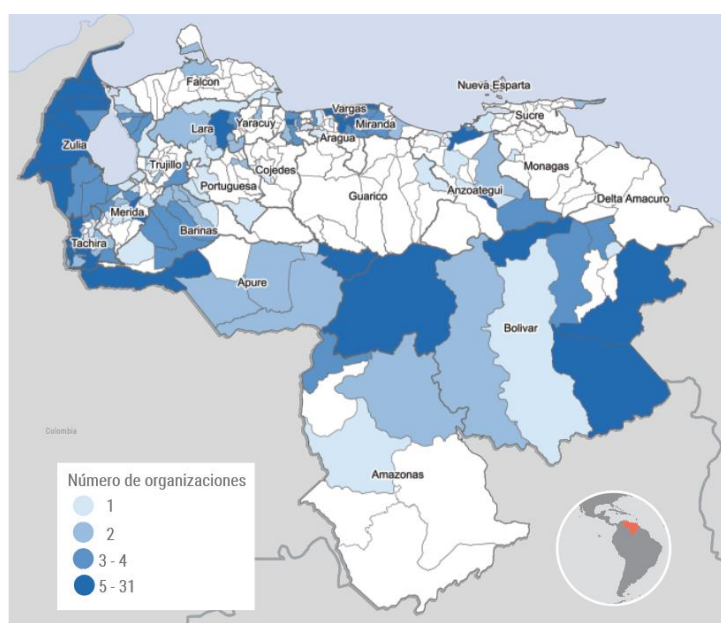 Nueva Esparta
Falcon
Vargas
Sucre
Lara
Yaracuy
Miranda
Zulia
Aragua
Trujillo
Cojedes
Monagas
Portuguesa
Anzoategui
Guarico
Delta Amacuro
Merida
Barinas
Tachira
Apure
Bolivar
Colombia
Amazonas
Número de organizaciones
1
2
3 - 4
5 - 31